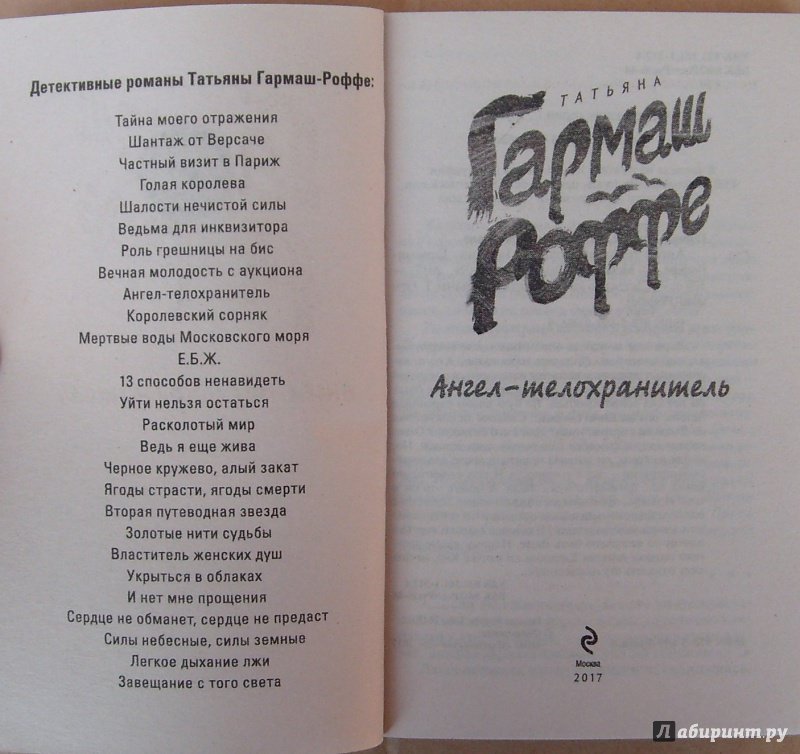 Детективные романы Татьяны Гармаш-Роффе:
Тайна моего отражения
Шантаж от Версаче
Частный визит в Париж
Голая королева
Шалости нечистой силы
Ведьма для инквизитора
Роль грешницы на бис
Вечная молодость с аукциона
Ангел-телохранитель
Королевский сорняк
Мертвые воды Московского моря
Е.Б.Ж.
13 способов ненавидеть
Уйти нельзя остаться
Расколотый мир
Ведь я еще жива
Черное кружево, алый закат
Ягоды страсти, ягоды смерти
Вторая путеводная звезда
Золотые нити судьбы
Властитель женских душ
Укрыться в облаках
И нет мне прощения
Сердце не обманет, сердце не предаст
Силы небесные, силы земные
Легкое дыхание лжи
Завещание с того света
ТАТЬЯНА
Гармаш
Роффе
Ангел-телохранитель
Москва
2017
Лабиринт.ру